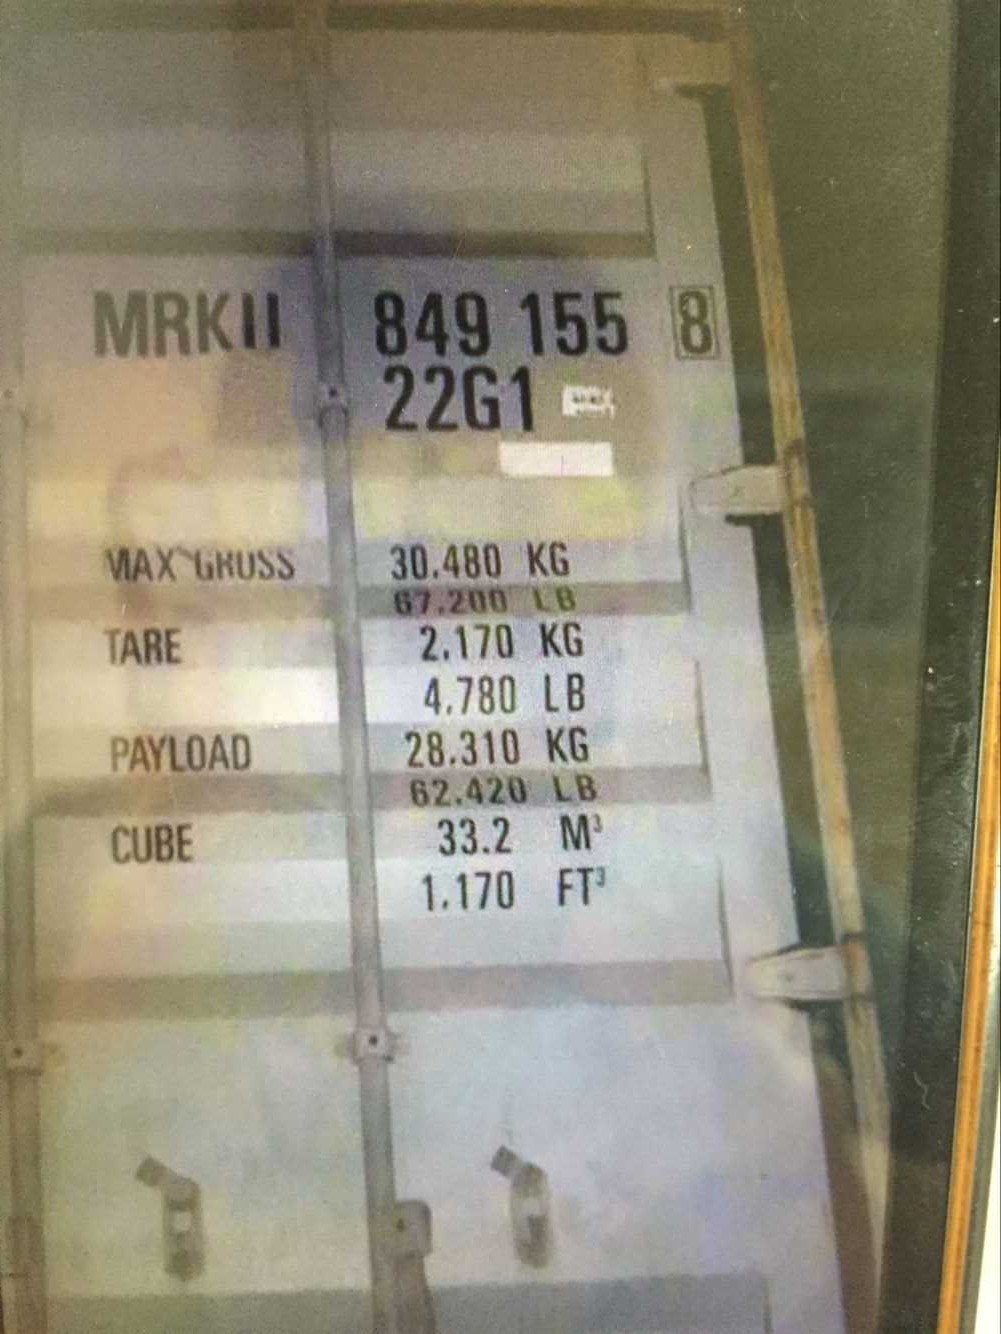 MRKU 849 155 8
22G1
MAX GROSS 30.480 KG
67.200 LB
TARE 2.170 KG
4.780 LB
PAYLOAD 28.310 KG
62.420 LB
CUBE 33.2 M³
1.170 FT³